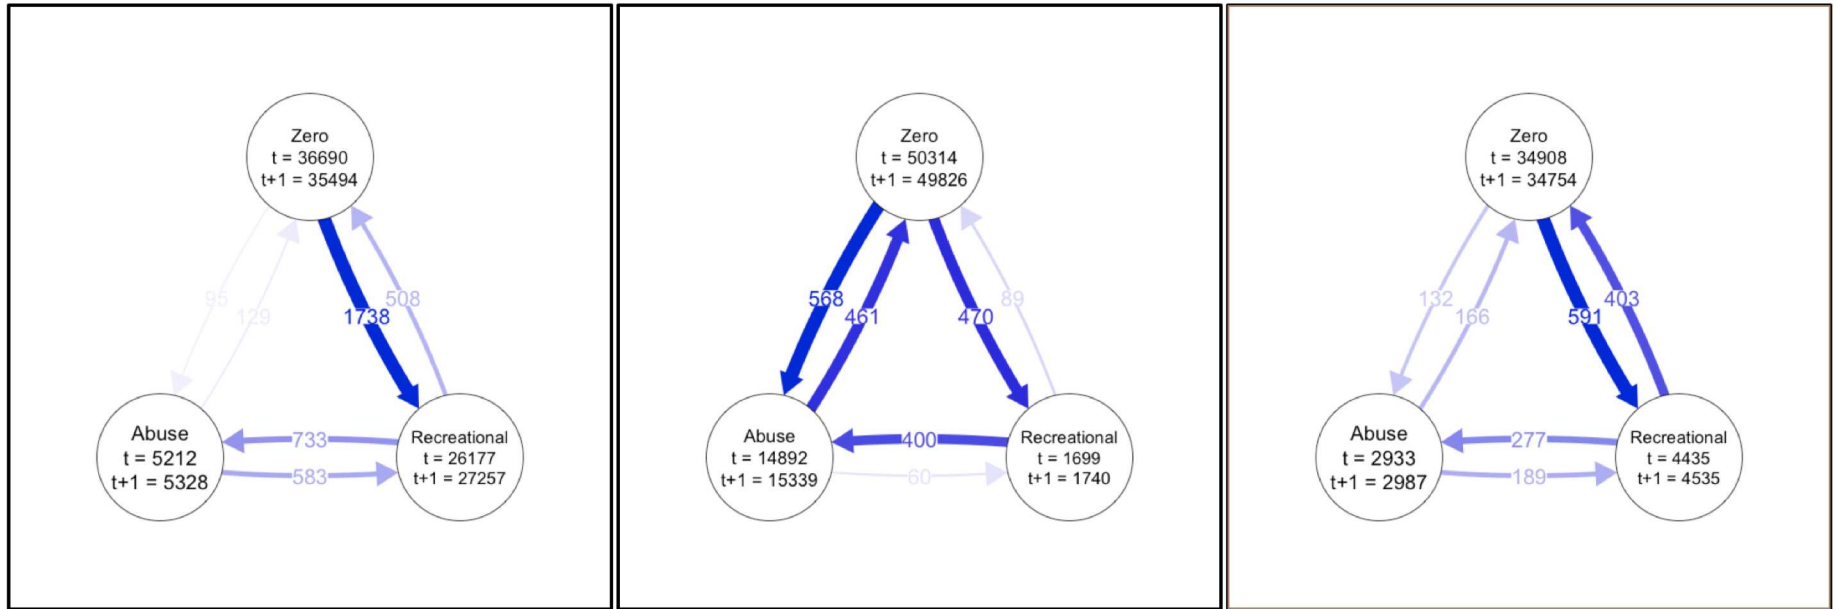 Zero
t = 36690
t+1 = 35494
95
129
508
1738
Abuse
t = 5212
t+1 = 5328
733
583
Recreational
t = 26177
t+1 = 27257
Zero
t = 50314
t+1 = 49826
568
461
89
470
Abuse
t = 14892
t+1 = 15339
400
60
Recreational
t = 1699
t+1 = 1740
Zero
t = 34908
t+1 = 34754
132
166
403
591
Abuse
t = 2933
t+1 = 2987
277
189
Recreational
t = 4435
t+1 = 4535